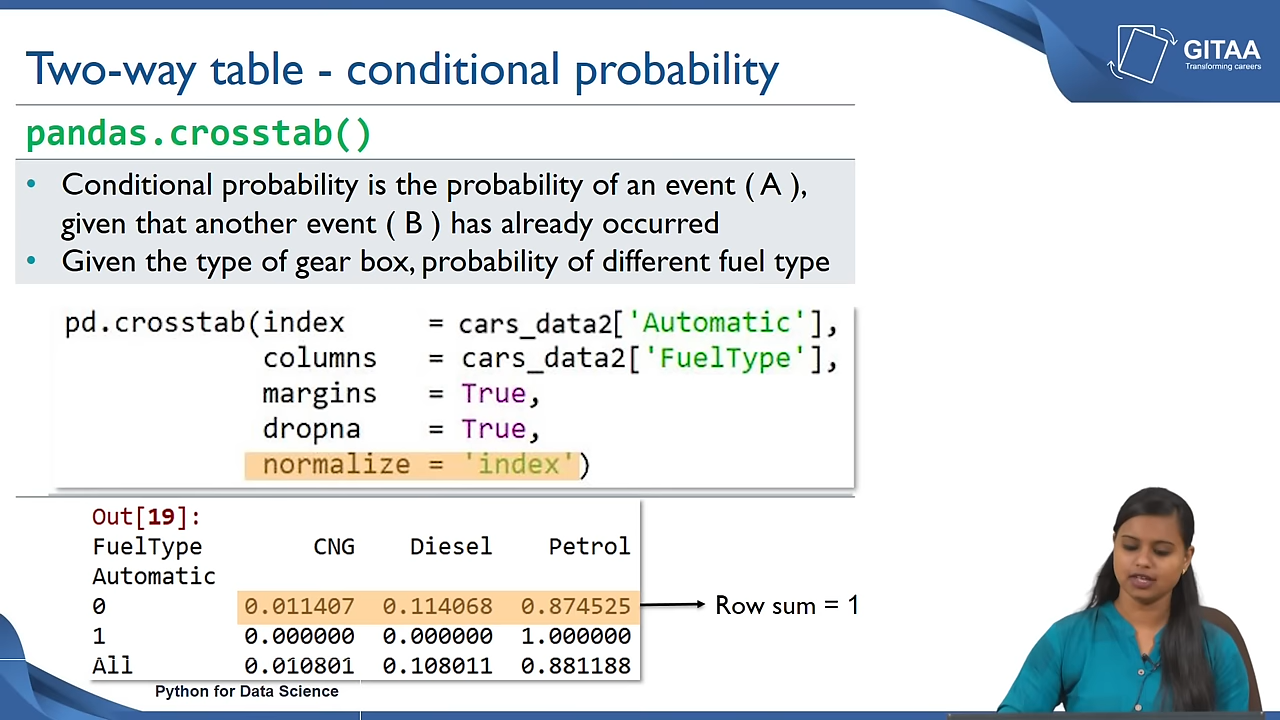 Two-way table - conditional probability
GITAA
Transforming careers
pandas.crosstab()
• Conditional probability is the probability of an event ( A ),
given that another event ( B ) has already occurred
• Given the type of gear box, probability of different fuel type
pd.crosstab(index = cars_data2['Automatic'],
columns = cars_data2['FuelType'],
margins = True,
dropna = True,
normalize = 'index')
Out[19]:
FuelType CNG Diesel Petrol
Automatic
0 0.011407 0.114068 0.874525
1 0.000000 0.000000 1.000000
All 0.010801 0.108011 0.881188
Row sum = 1
Python for Data Science